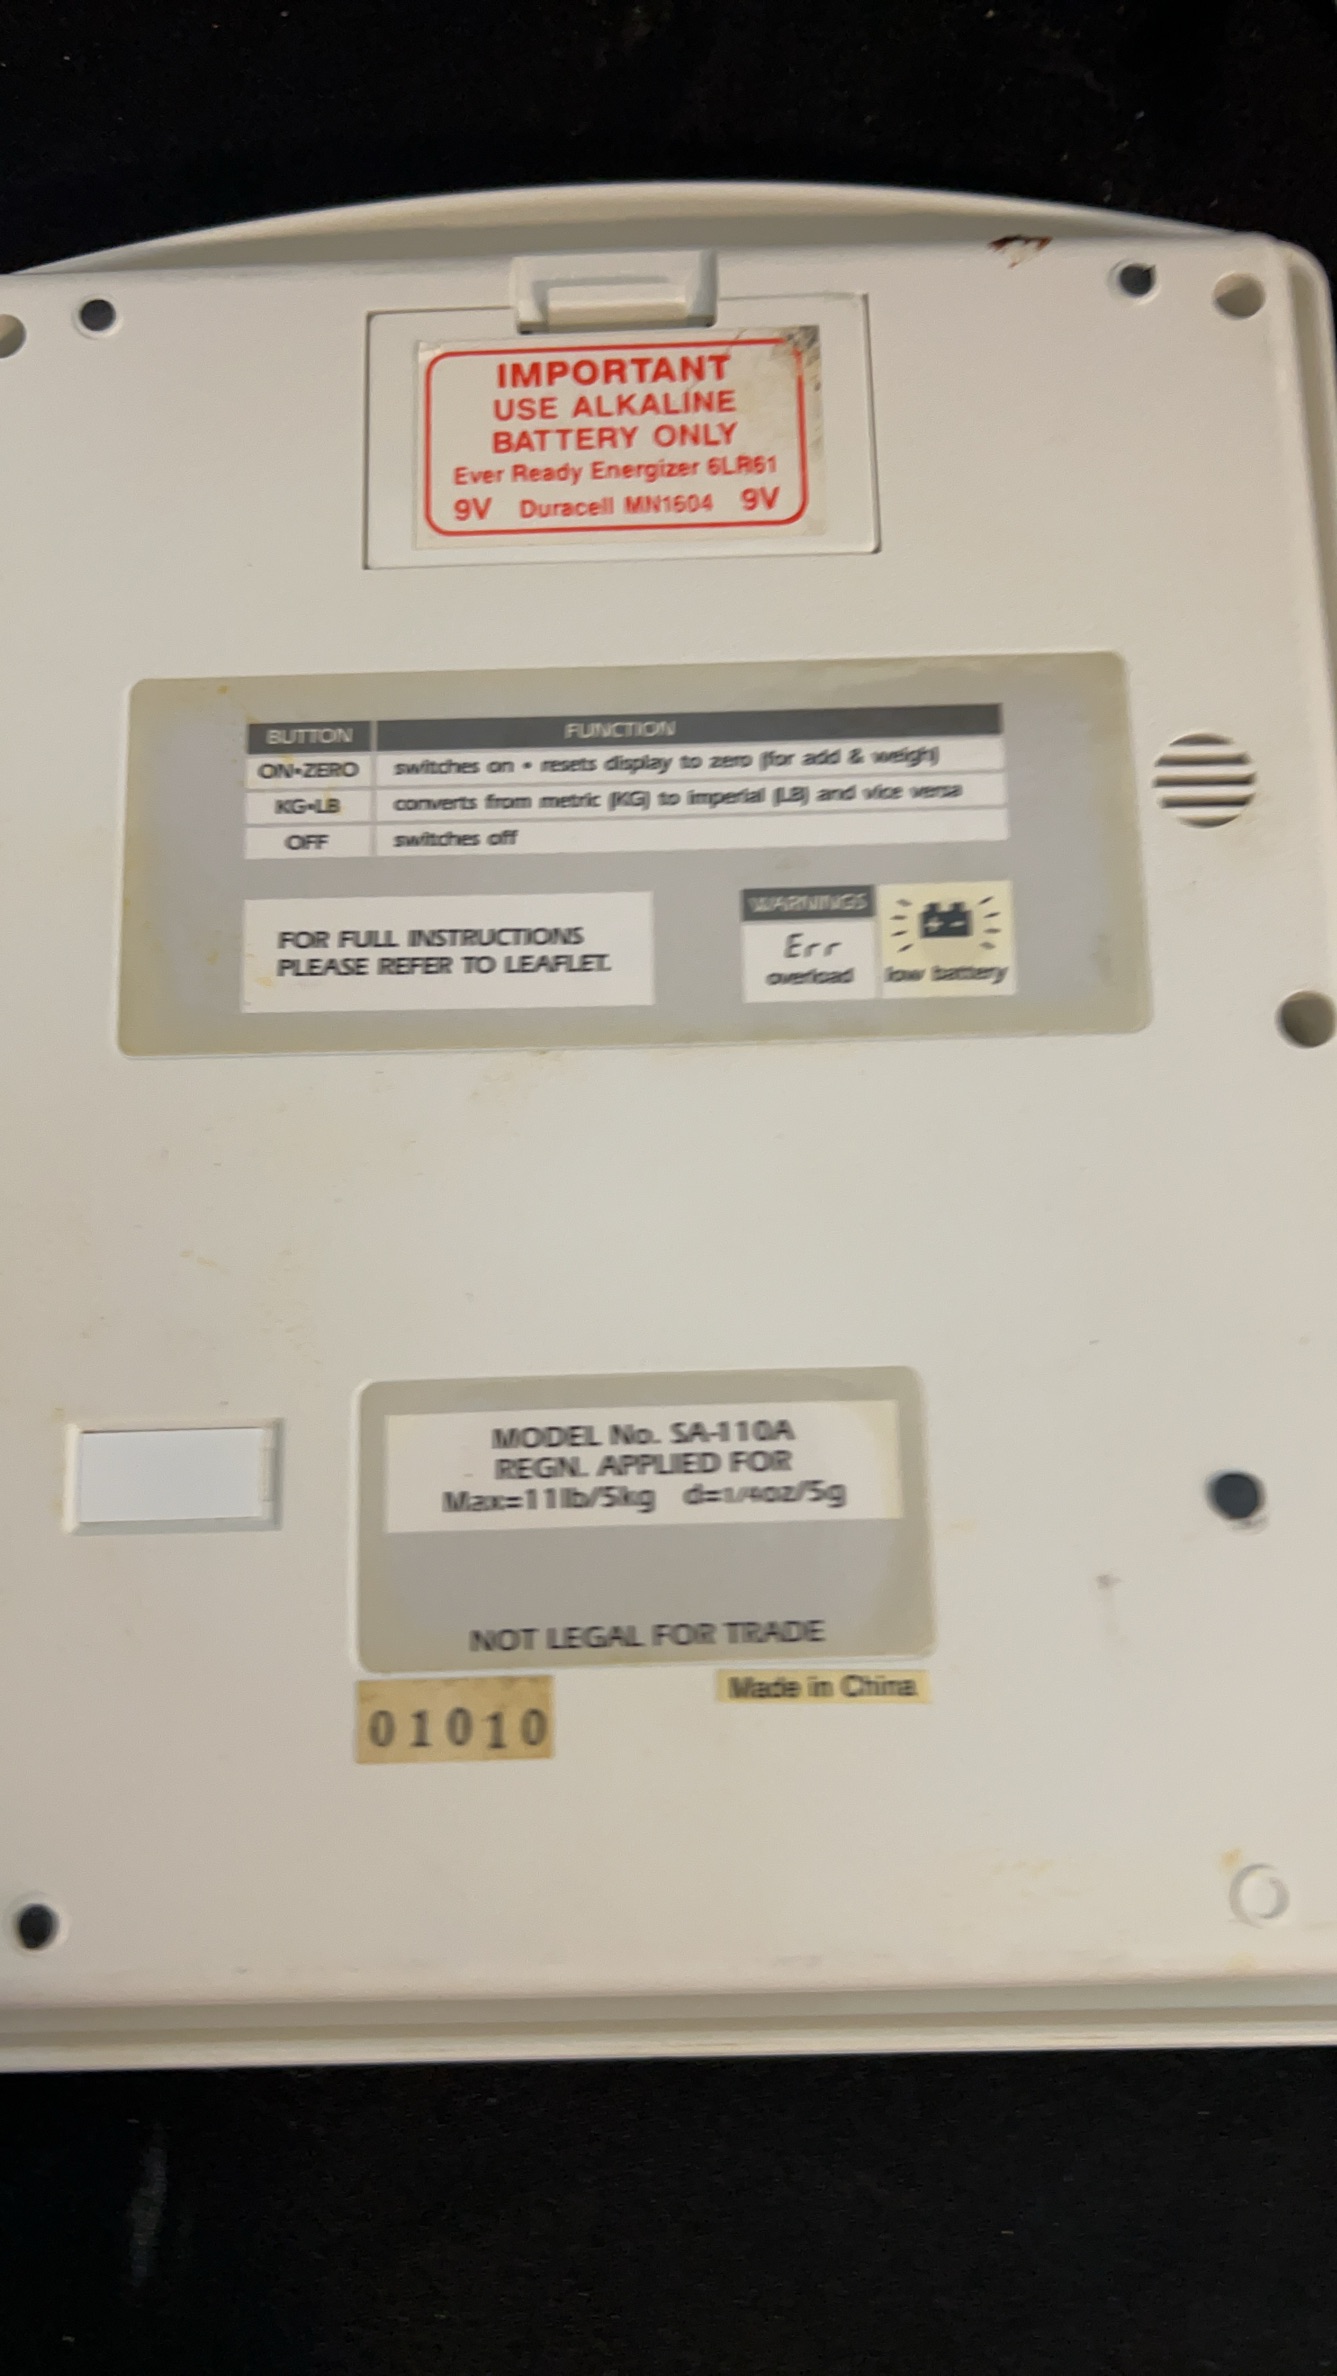 IMPORTANT
USE ALKALINE
BATTERY ONLY
Ever Ready Energizer 6LR61
9V Duracell MN1604 9V
BUTTON FUNCTION
ON•ZERO switches on • resets display to zero (for add & weigh)
KG•LB converts from metric (KG) to imperial (LB) and vice versa
OFF switches off
FOR FULL INSTRUCTIONS
PLEASE REFER TO LEAFLET.
WARNINGS
Err
overload
+ -
low battery
MODEL No. SA-110A
REGN. APPLIED FOR
Max=11lb/5kg d=1/4oz/5g
NOT LEGAL FOR TRADE
01010
Made in China